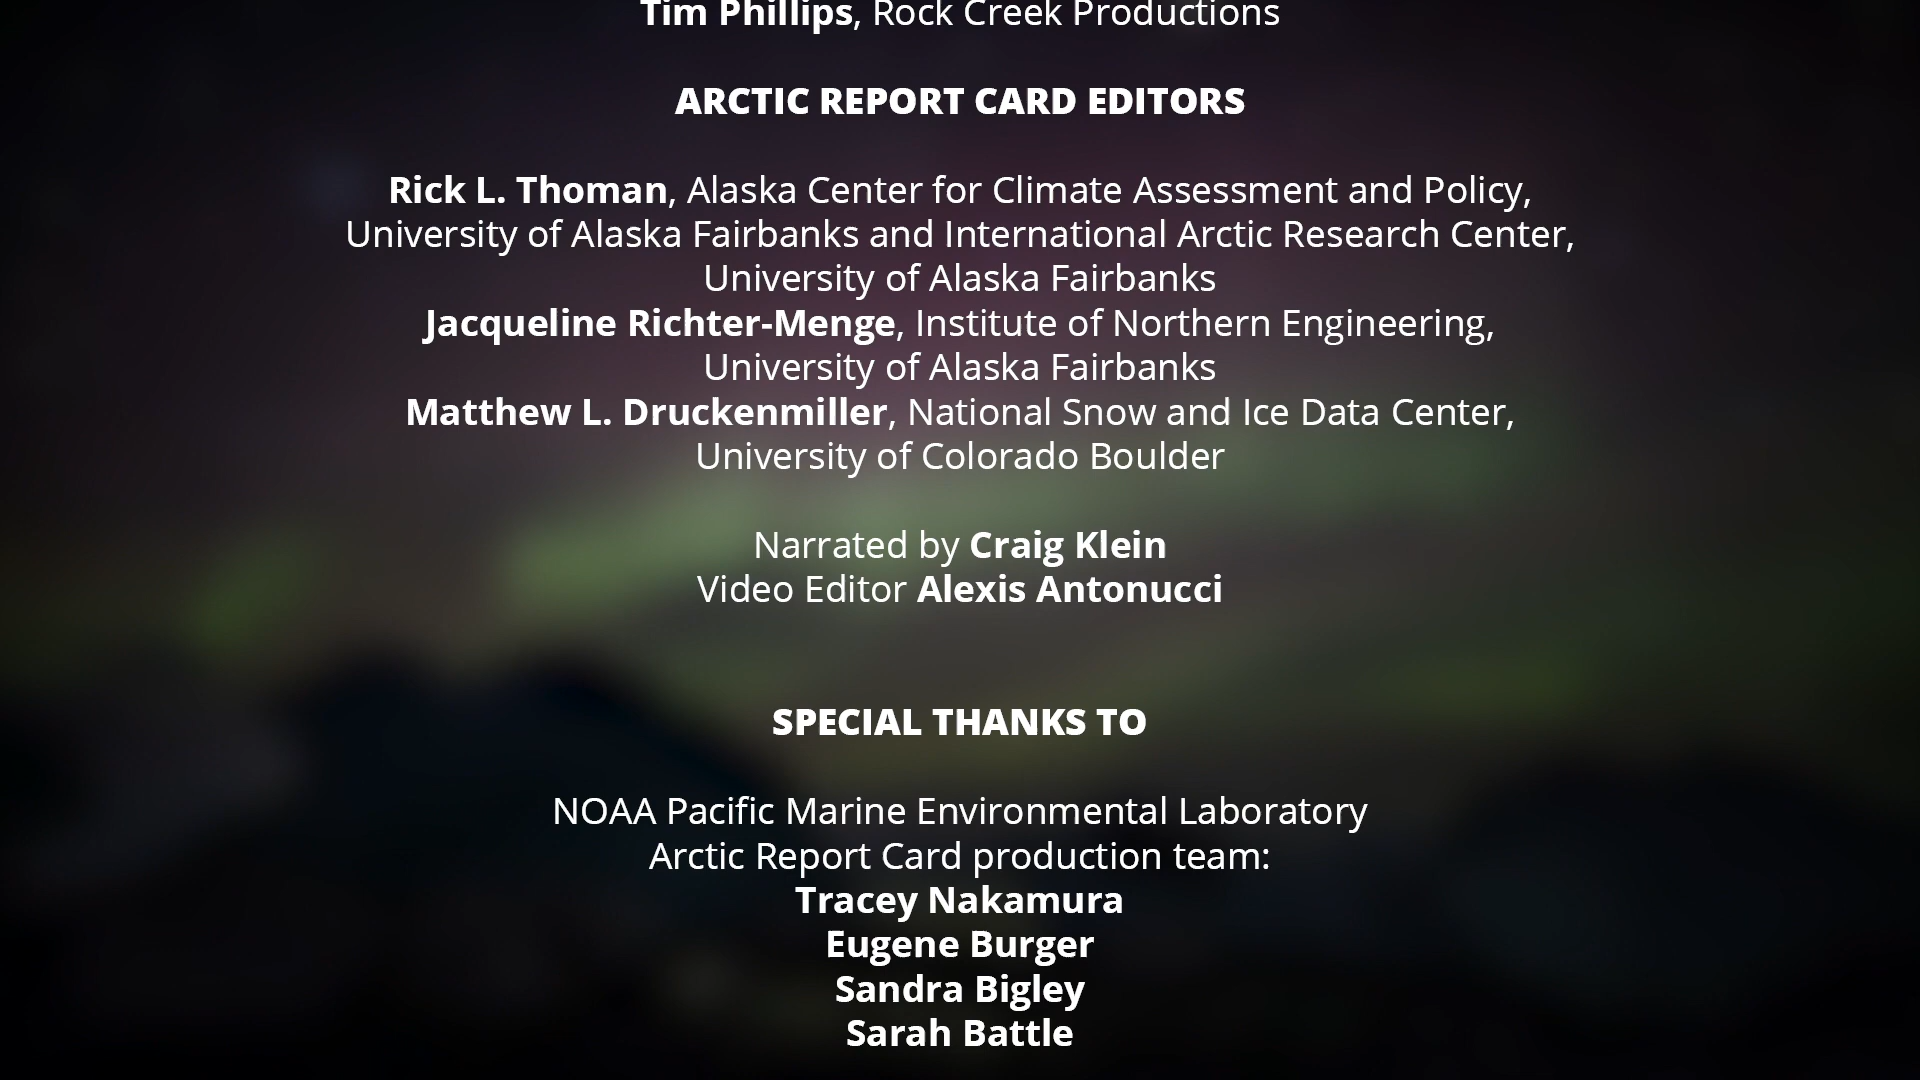 Tim Phillips, Rock Creek Productions
ARCTIC REPORT CARD EDITORS
Rick L. Thoman, Alaska Center for Climate Assessment and Policy,
University of Alaska Fairbanks and International Arctic Research Center,
University of Alaska Fairbanks
Jacqueline Richter-Menge, Institute of Northern Engineering,
University of Alaska Fairbanks
Matthew L. Druckenmiller, National Snow and Ice Data Center,
University of Colorado Boulder
Narrated by Craig Klein
Video Editor Alexis Antonucci
SPECIAL THANKS TO
NOAA Pacific Marine Environmental Laboratory
Arctic Report Card production team:
Tracey Nakamura
Eugene Burger
Sandra Bigley
Sarah Battle